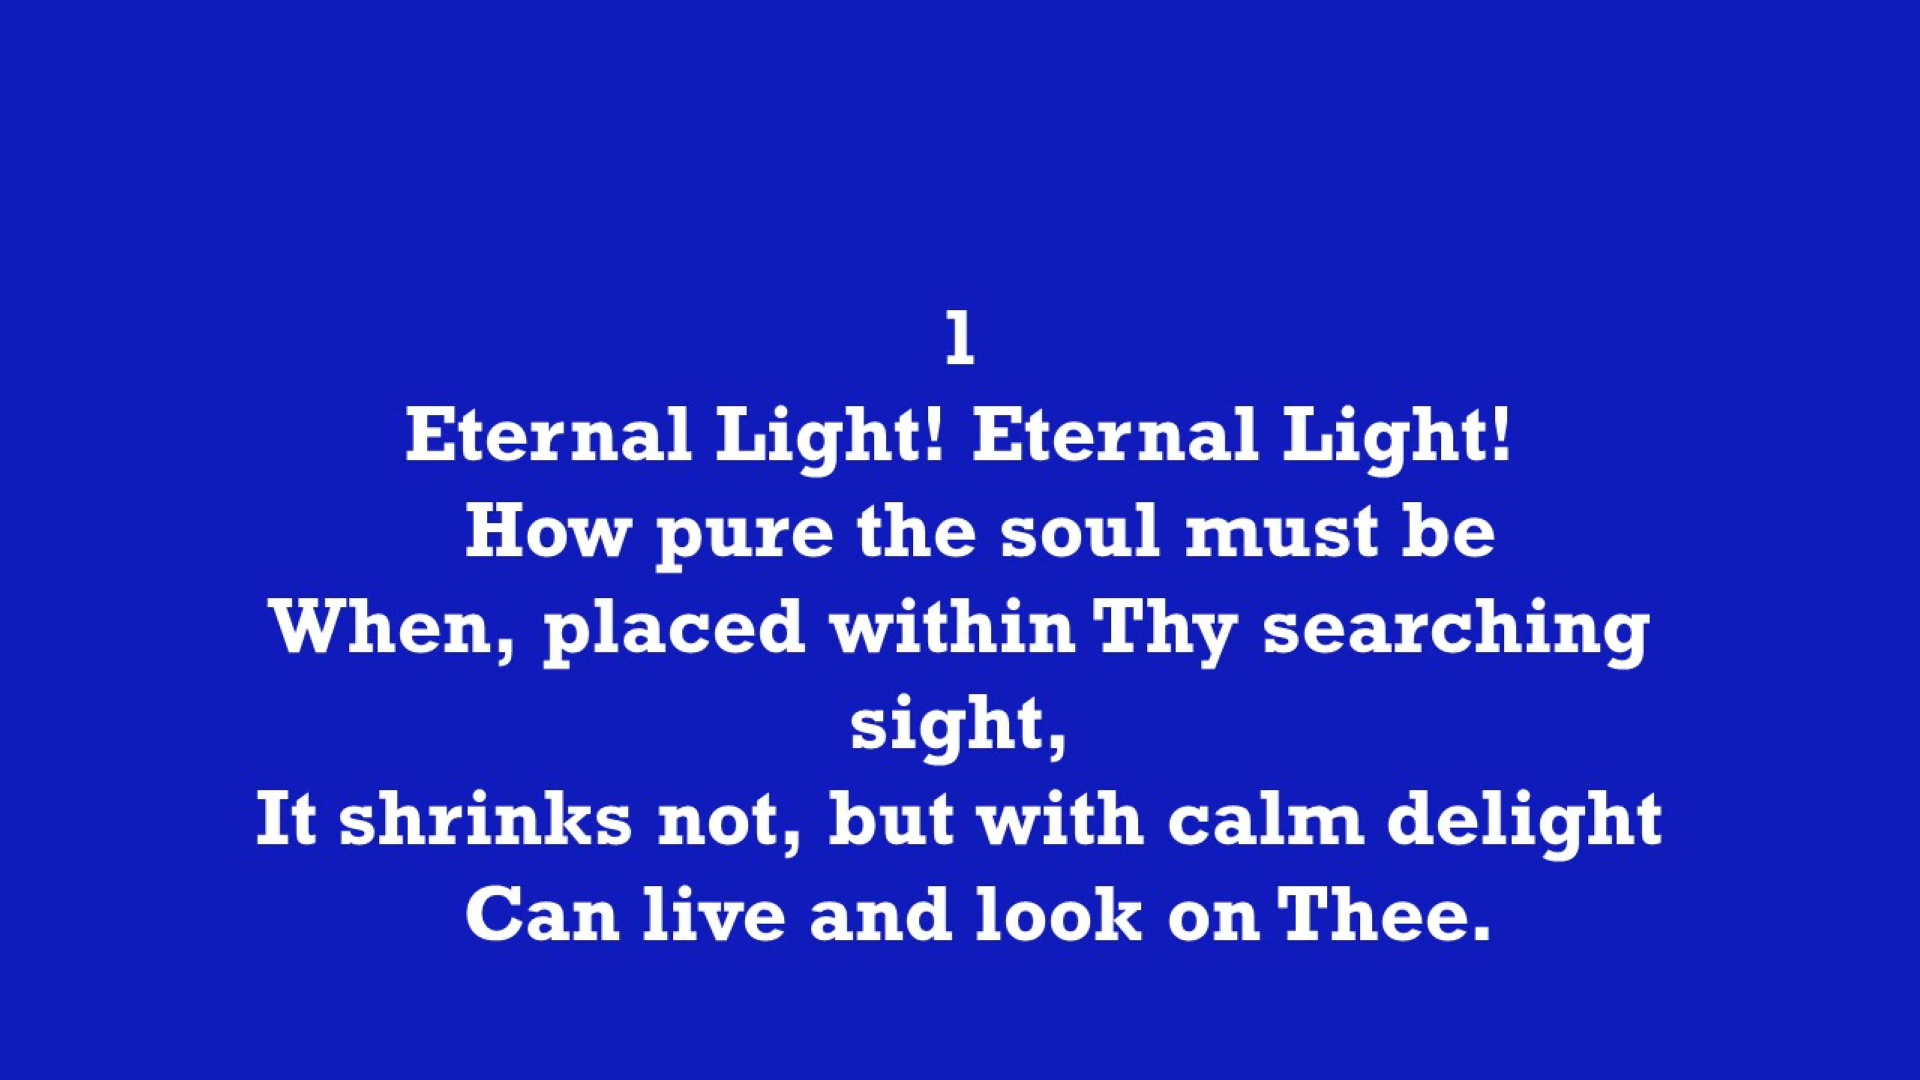 1
Eternal Light! Eternal Light!
How pure the soul must be
When, placed within Thy searching
sight,
It shrinks not, but with calm delight
Can live and look on Thee.